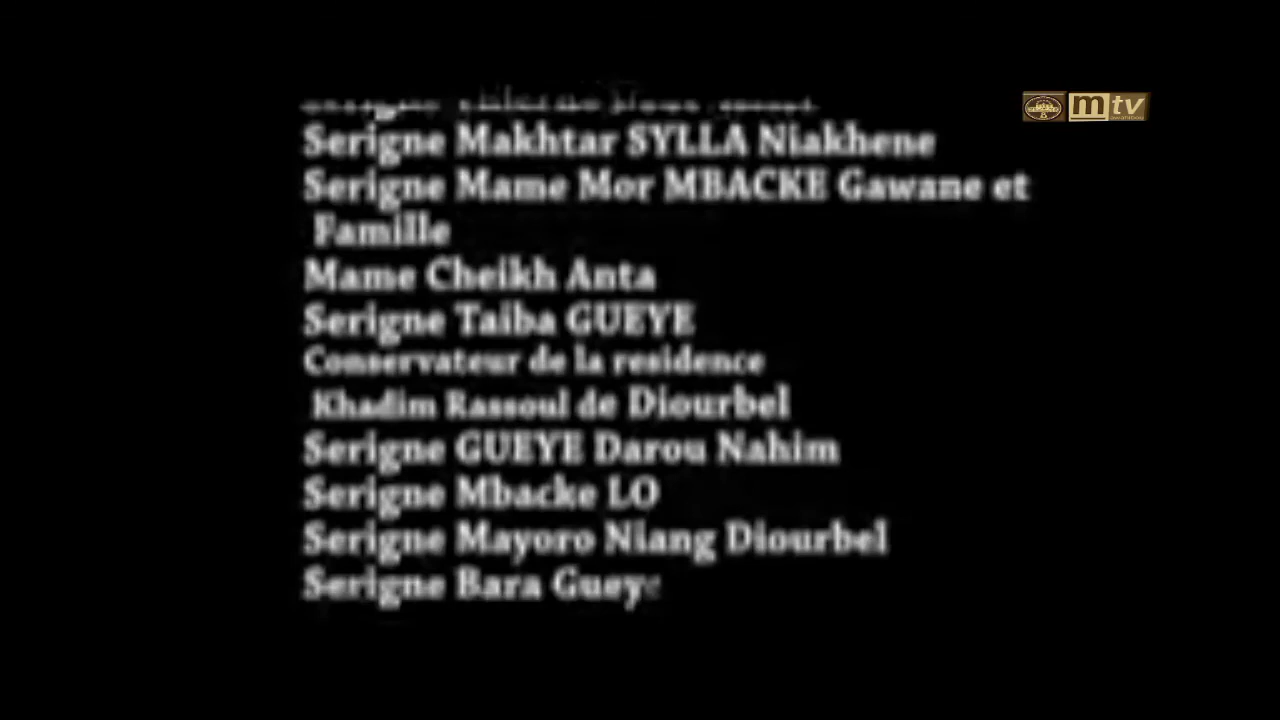 Serigne Makhtar SYLLA Niakhene
Serigne Mame Mor MBACKE Gawane et
Famille
Mame Cheikh Anta
Serigne Taiba GUEYE
Conservateur de la residence
Khadim Rassoul de Diourbel
Serigne GUEYE Darou Nahim
Serigne Mbacke LO
Serigne Mayoro Niang Diourbel
Serigne Bara Gueye
mtv